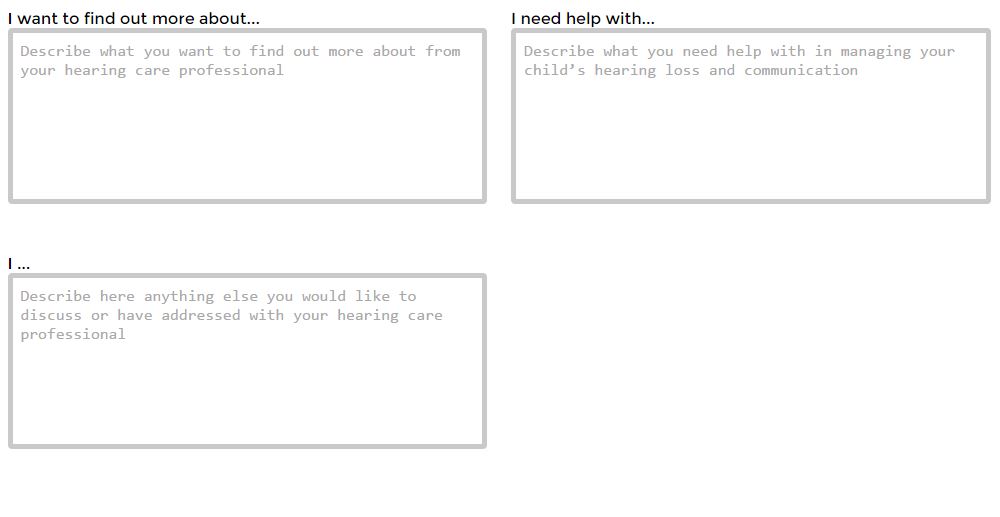 I want to find out more about...
Describe what you want to find out more about from
your hearing care professional
I need help with...
Describe what you need help with in managing your
child’s hearing loss and communication
I ...
Describe here anything else you would like to
discuss or have addressed with your hearing care
professional